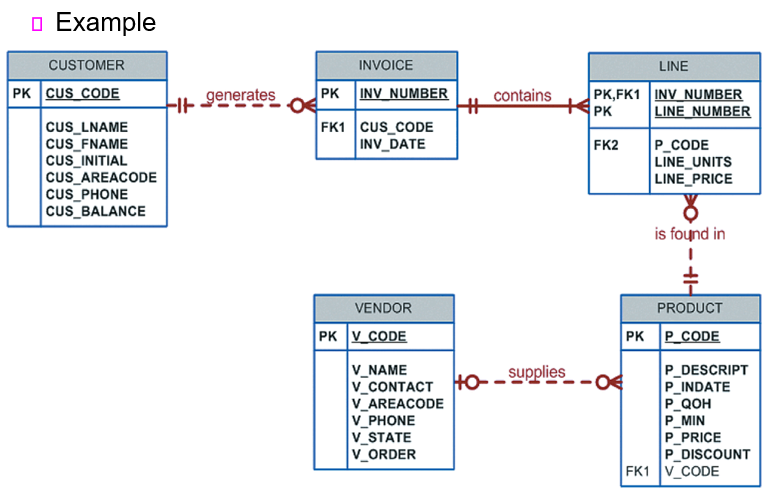 Example
CUSTOMER
PK CUS_CODE
CUS_LNAME
CUS_FNAME
CUS_INITIAL
CUS_AREACODE
CUS_PHONE
CUS_BALANCE
generates
INVOICE
PK INV_NUMBER
FK1 CUS_CODE
INV_DATE
contains
LINE
PK,FK1 INV_NUMBER
PK LINE_NUMBER
FK2 P_CODE
LINE_UNITS
LINE_PRICE
is found in
VENDOR
PK V_CODE
V_NAME
V_CONTACT
V_AREACODE
V_PHONE
V_STATE
V_ORDER
supplies
PRODUCT
PK P_CODE
P_DESCRIPT
P_INDATE
P_QOH
P_MIN
P_PRICE
P_DISCOUNT
FK1 V_CODE